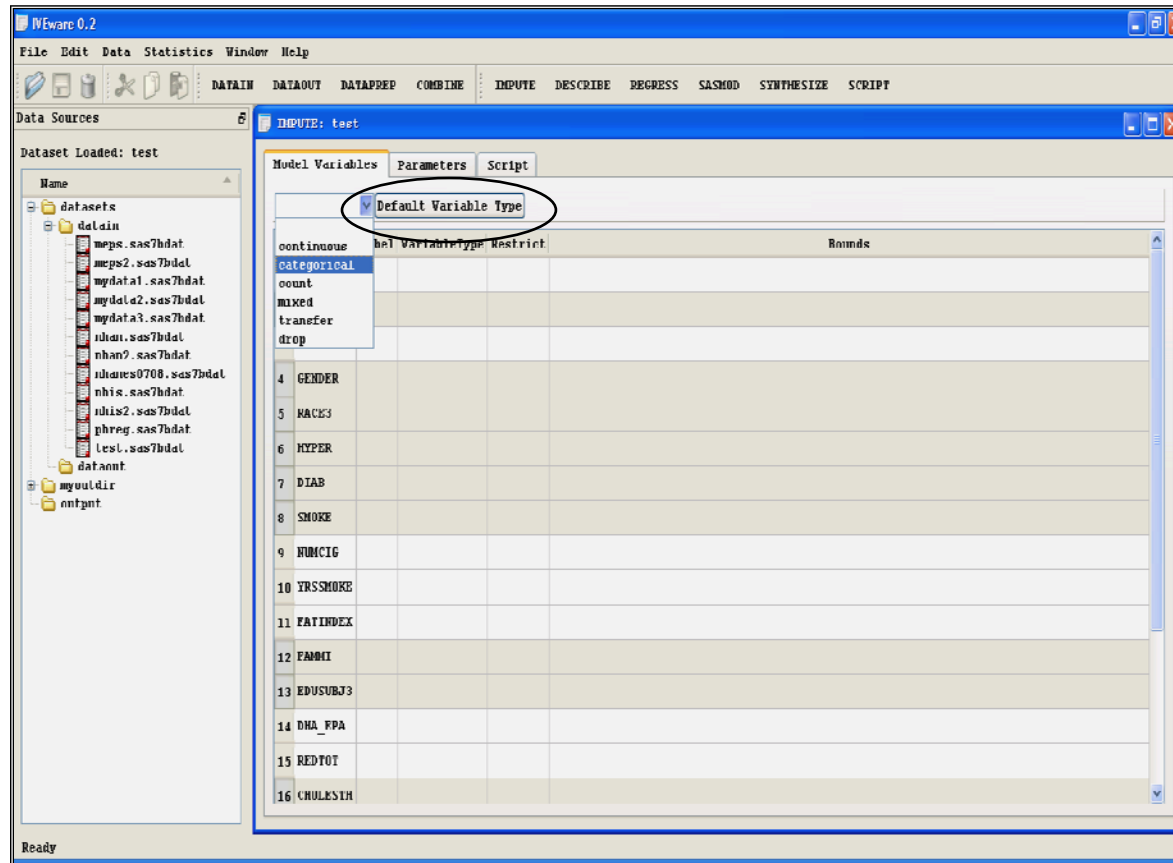 IVEware 0.2
File Edit Data Statistics Window Help
DATAIN DATAOUT DATAPREP COMBINE IMPUTE DESCRIBE REGRESS SASMOD SYNTHESIZE SCRIPT
Data Sources
Dataset Loaded: test
Name
datasets
datain
meps.sas7bdat
meps2.sas7bdat
mydata1.sas7bdat
mydata2.sas7bdat
mydata3.sas7bdat
nhan.sas7bdat
nhan2.sas7bdat
nhanes0708.sas7bdat
nhis.sas7bdat
nhis2.sas7bdat
phreg.sas7bdat
test.sas7bdat
dataout
myoutdir
output
IMPUTE: test
Model Variables Parameters Script
Default Variable Type
bel VariableType Restrict Bounds
continuous
categorical
count
mixed
transfer
drop
4 GENDER
5 RACE3
6 HYPER
7 DIAB
8 SMOKE
9 NUMCIG
10 YRSSMOKE
11 FATINDEX
12 FAMMI
13 EDUSUBJ3
14 DHA_EPA
15 REDTOT
16 CHOLESTH
Ready